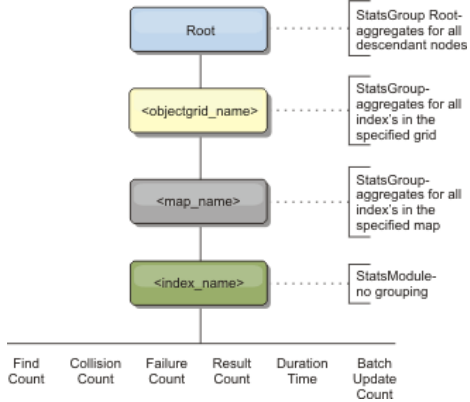 Root
StatsGroup Root-
aggregates for all
descendant nodes
<objectgrid_name>
StatsGroup-
aggregates for all
index's in the
specified grid
<map_name>
StatsGroup-
aggregates for all
index's in the
specified map
<index_name>
StatsModule-
no grouping
Find
Count
Collision
Count
Failure
Count
Result
Count
Duration
Time
Batch
Update
Count